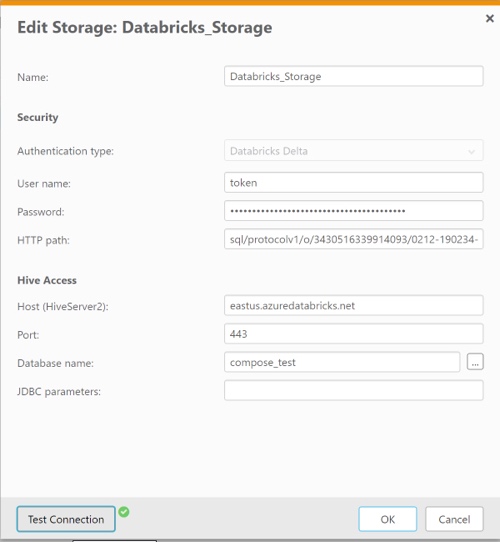 Edit Storage: Databricks_Storage
Name:
Databricks_Storage
Security
Authentication type:
Databricks Delta
User name:
token
Password:
HTTP path:
sql/protocolv1/o/3430516339914093/0212-190234-
Hive Access
Host (HiveServer2):
eastus.azuredatabricks.net
Port:
443
Database name:
compose_test
...
JDBC parameters:
Test Connection
OK
Cancel